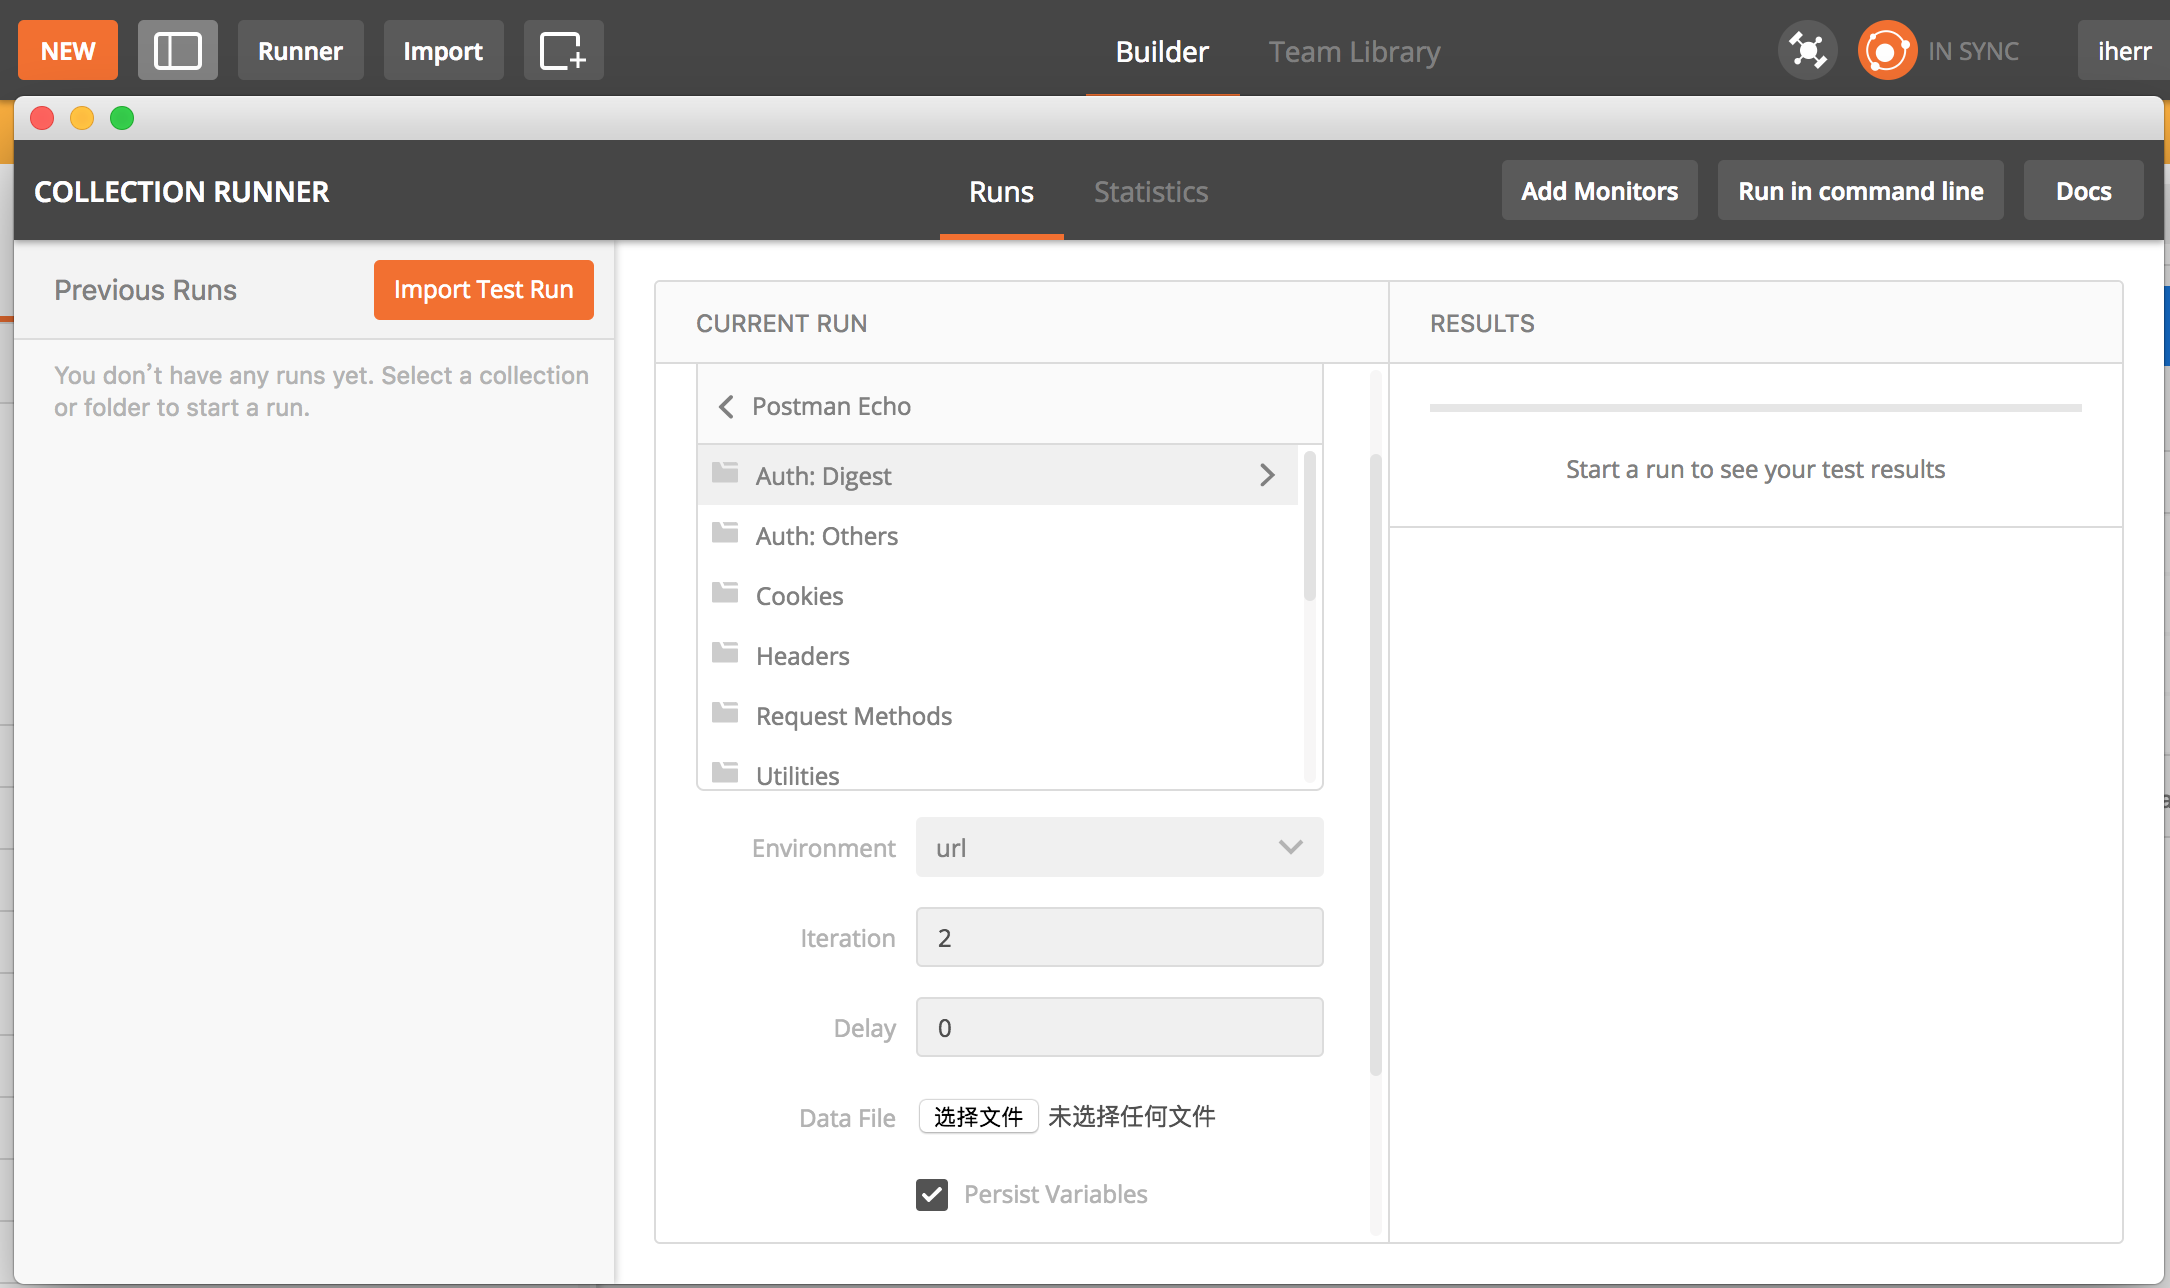 NEW
Runner
Import
Builder
Team Library
IN SYNC
iherr
COLLECTION RUNNER
Runs
Statistics
Add Monitors
Run in command line
Docs
Previous Runs
Import Test Run
You don’t have any runs yet. Select a collection
or folder to start a run.
CURRENT RUN
Postman Echo
Auth: Digest
Auth: Others
Cookies
Headers
Request Methods
Utilities
Environment
url
Iteration
2
Delay
0
Data File
选择文件 未选择任何文件
Persist Variables
RESULTS
Start a run to see your test results